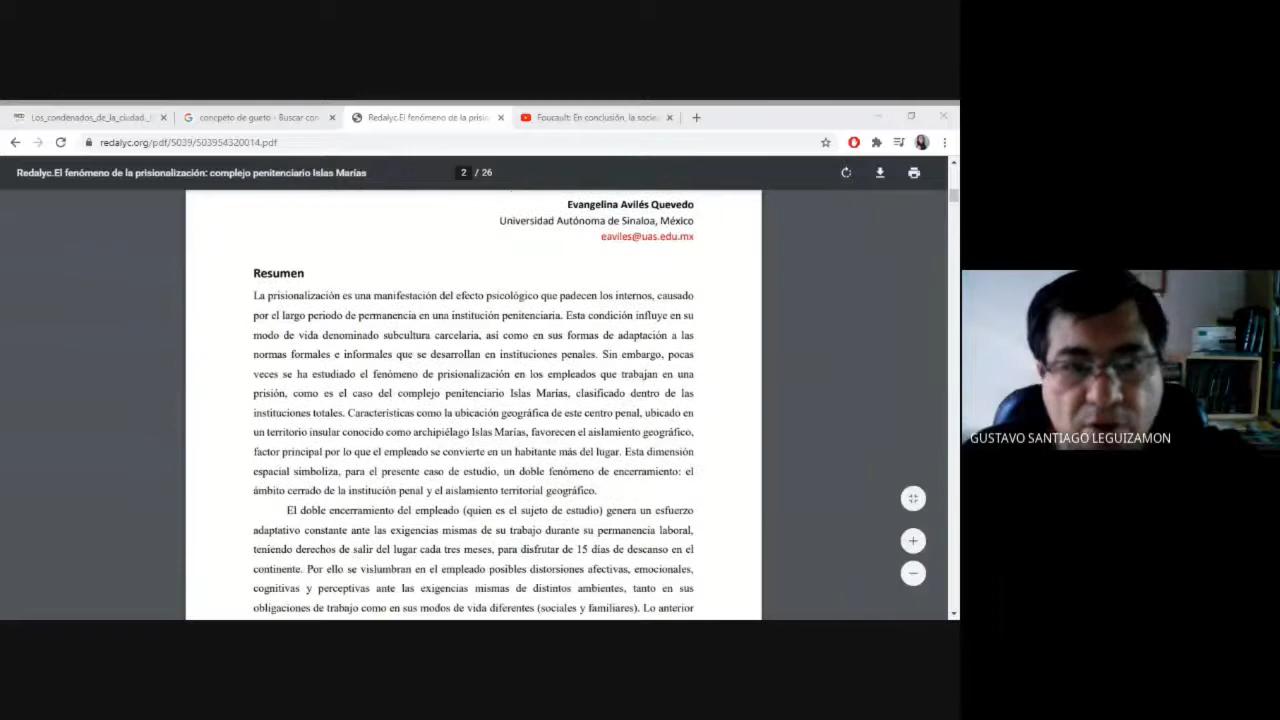 Los_condenados_de_la_ciudad._
concpeto de gueto - Buscar con
Redalyc.El fenómeno de la prisio
Foucault: En conclusión, la socie
redalyc.org/pdf/5039/503954320014.pdf
Redalyc.El fenómeno de la prisionalización: complejo penitenciario Islas Marías
2 / 26
Evangelina Avilés Quevedo
Universidad Autónoma de Sinaloa, México
eaviles@uas.edu.mx
Resumen
La prisionalización es una manifestación del efecto psicológico que padecen los internos, causado
por el largo periodo de permanencia en una institución penitenciaria. Esta condición influye en su
modo de vida denominado subcultura carcelaria, así como en sus formas de adaptación a las
normas formales e informales que se desarrollan en instituciones penales. Sin embargo, pocas
veces se ha estudiado el fenómeno de prisionalización en los empleados que trabajan en una
prisión, como es el caso del complejo penitenciario Islas Marías, clasificado dentro de las
instituciones totales. Características como la ubicación geográfica de este centro penal, ubicado en
un territorio insular conocido como archipiélago Islas Marías, favorecen el aislamiento geográfico,
factor principal por lo que el empleado se convierte en un habitante más del lugar. Esta dimensión
espacial simboliza, para el presente caso de estudio, un doble fenómeno de encerramiento: el
ámbito cerrado de la institución penal y el aislamiento territorial geográfico.
El doble encerramiento del empleado (quien es el sujeto de estudio) genera un esfuerzo
adaptativo constante ante las exigencias mismas de su trabajo durante su permanencia laboral,
teniendo derechos de salir del lugar cada tres meses, para disfrutar de 15 días de descanso en el
continente. Por ello se vislumbran en el empleado posibles distorsiones afectivas, emocionales,
cognitivas y perceptivas ante las exigencias mismas de distintos ambientes, tanto en sus
obligaciones de trabajo como en sus modos de vida diferentes (sociales y familiares). Lo anterior
GUSTAVO SANTIAGO LEGUIZAMON